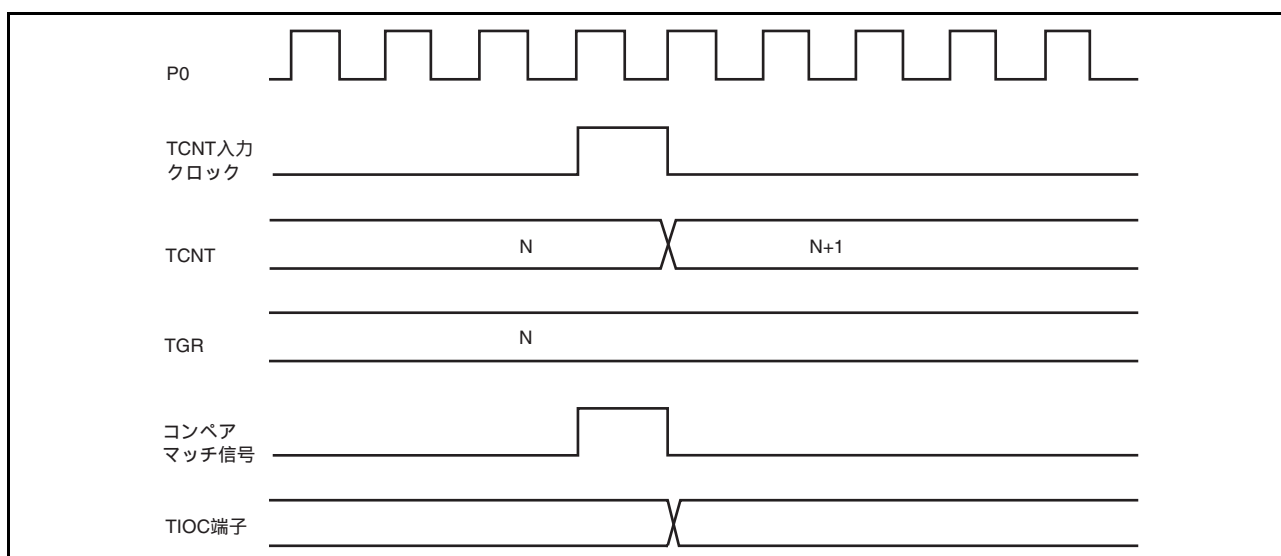 P0
TCNT入力
クロック
TCNT
N
N+1
TGR
N
コンペア
マッチ信号
TIOC端子